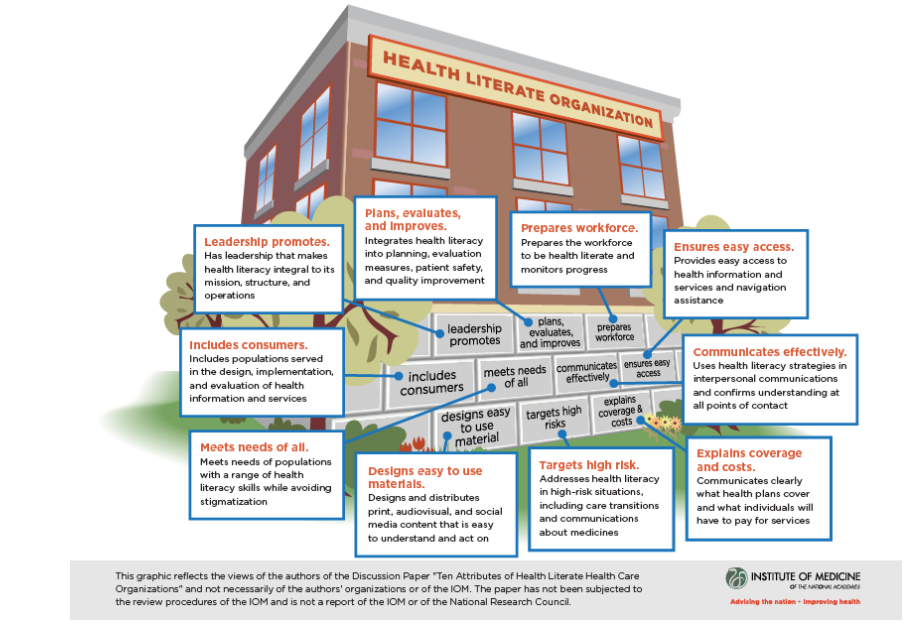 HEALTH LITERATE ORGANIZATION
Leadership promotes.
Has leadership that makes
health literacy integral to its
mission, structure, and
operations
Plans, evaluates,
and improves.
Integrates health literacy
into planning, evaluation
measures, patient safety,
and quality improvement
Prepares workforce.
Prepares the workforce
to be health literate and
monitors progress
Ensures easy access.
Provides easy access to
health information and
services and navigation
assistance
leadership
promotes
plans,
evaluates,
and improves
prepares
workforce
Includes consumers.
Includes populations served
in the design, implementation,
and evaluation of health
information and services
includes
consumers
meets needs
of all
communicates
effectively
ensures easy
access
Communicates effectively.
Uses health literacy strategies in
interpersonal communications
and confirms understanding at
all points of contact
designs easy
to use
material
targets high
risks
explains
coverage &
costs
Meets needs of all.
Meets needs of populations
with a range of health
literacy skills while avoiding
stigmatization
Designs easy to use
materials.
Designs and distributes
print, audiovisual, and social
media content that is easy
to understand and act on
Targets high risk.
Addresses health literacy
in high-risk situations,
including care transitions
and communications
about medicines
Explains coverage
and costs.
Communicates clearly
what health plans cover
and what individuals will
have to pay for services
This graphic reflects the views of the authors of the Discussion Paper "Ten Attributes of Health Literate Health Care
Organizations" and not necessarily of the authors' organizations or of the IOM. The paper has not been subjected to
the review procedures of the IOM and is not a report of the IOM or of the National Research Council.
INSTITUTE OF MEDICINE
OF THE NATIONAL ACADEMIES
Advising the nation • Improving health